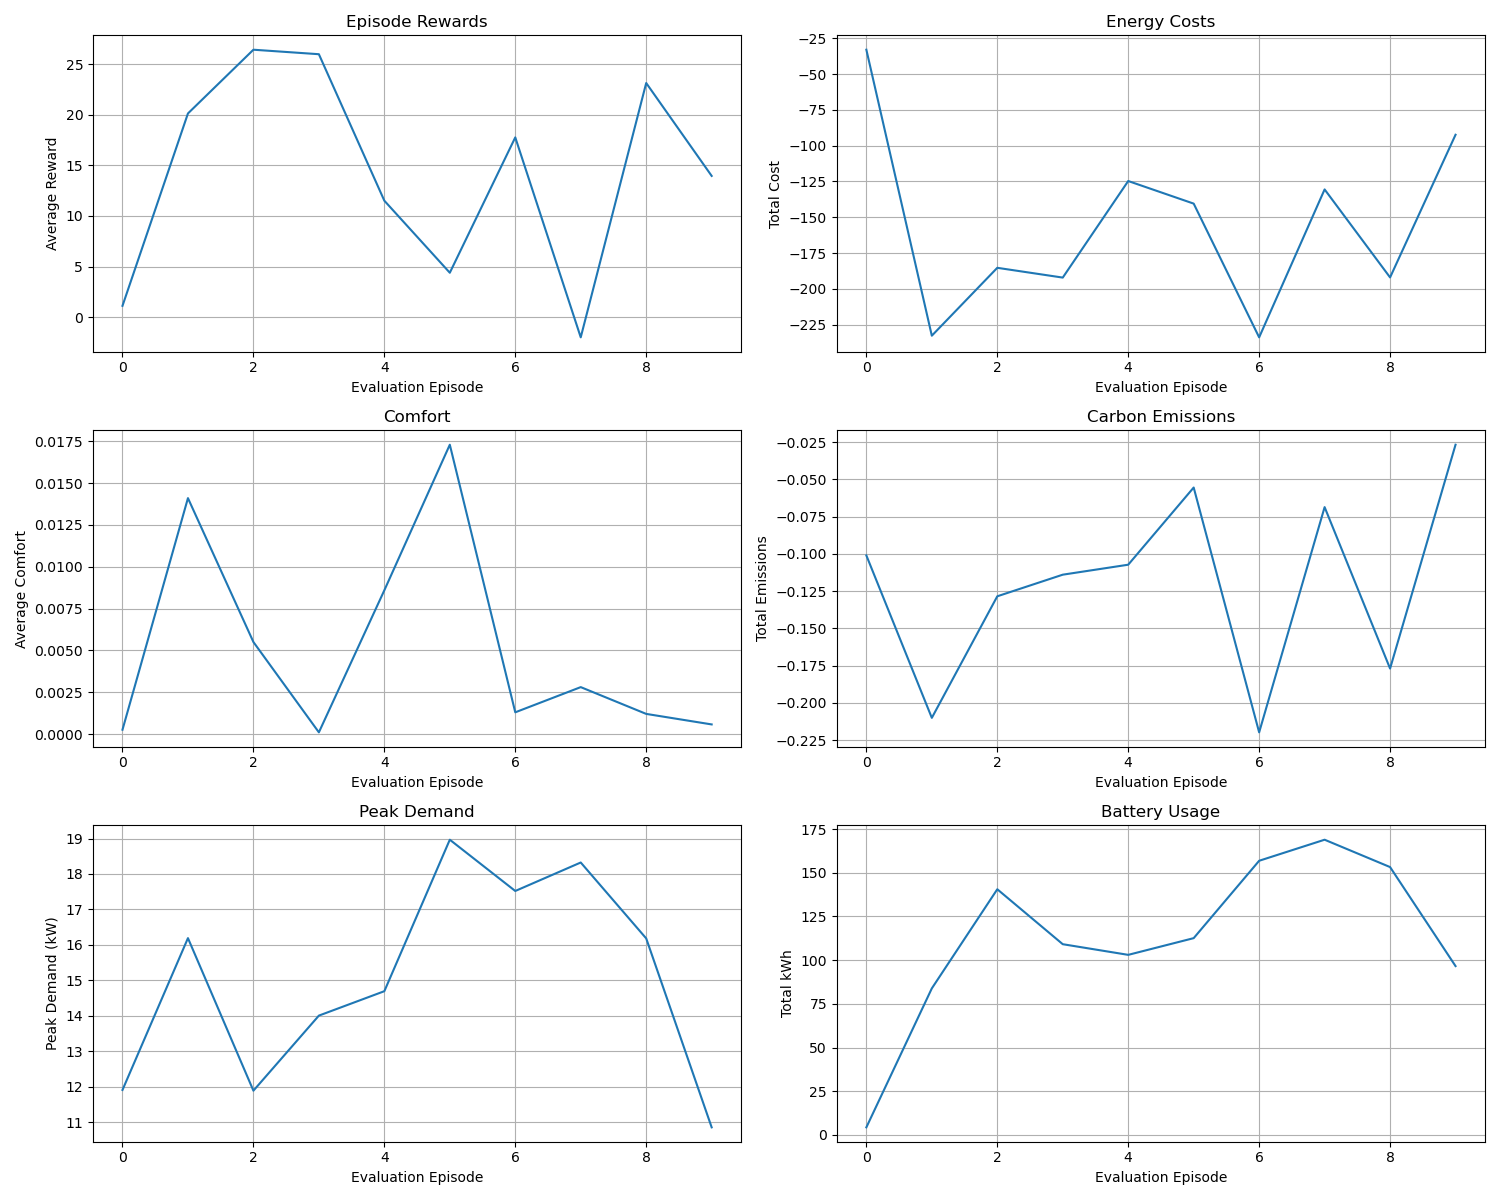 Episode Rewards
25
20
15
10
5
0
Average Reward
0 2 4 6 8
Evaluation Episode
Energy Costs
−25
−50
−75
−100
−125
−150
−175
−200
−225
Total Cost
0 2 4 6 8
Evaluation Episode
Comfort
0.0175
0.0150
0.0125
0.0100
0.0075
0.0050
0.0025
0.0000
Average Comfort
0 2 4 6 8
Evaluation Episode
Carbon Emissions
−0.025
−0.050
−0.075
−0.100
−0.125
−0.150
−0.175
−0.200
−0.225
Total Emissions
0 2 4 6 8
Evaluation Episode
Peak Demand
19
18
17
16
15
14
13
12
11
Peak Demand (kW)
0 2 4 6 8
Evaluation Episode
Battery Usage
175
150
125
100
75
50
25
0
Total kWh
0 2 4 6 8
Evaluation Episode